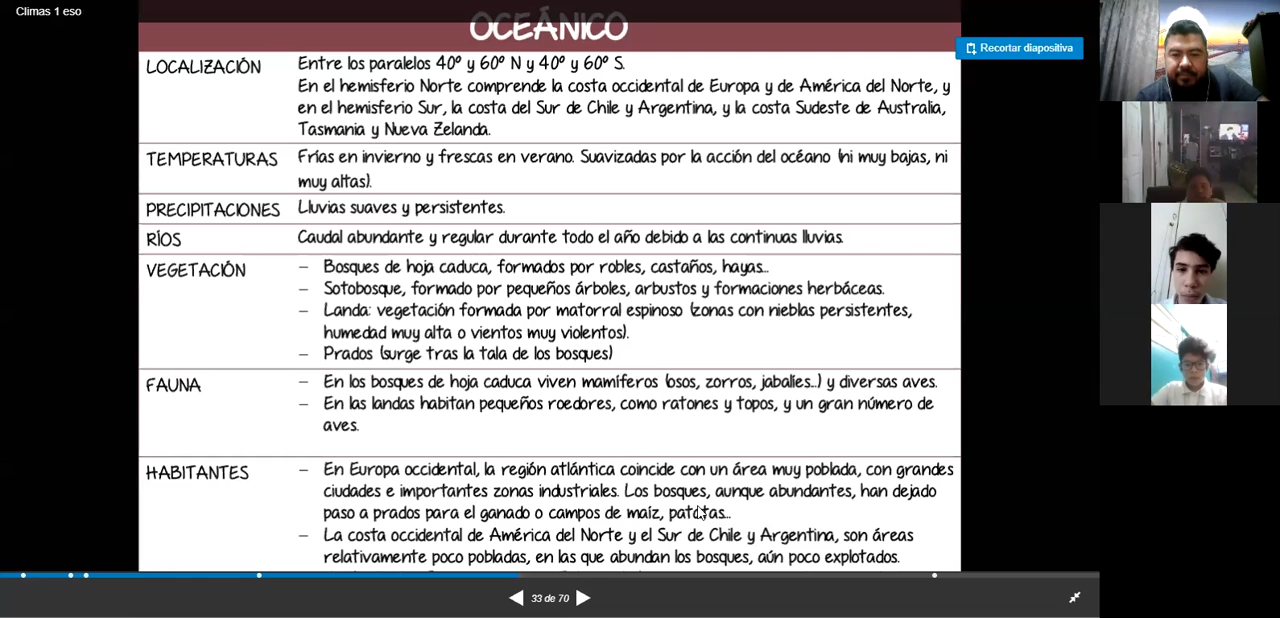 Climas 1 eso
OCEÁNICO
Recortar diapositiva
LOCALIZACIÓN
Entre los paralelos 40º y 60º N y 40º y 60º S.
En el hemisferio Norte comprende la costa occidental de Europa y de América del Norte, y
en el hemisferio Sur, la costa del Sur de Chile y Argentina, y la costa Sudeste de Australia,
Tasmania y Nueva Zelanda.
TEMPERATURAS
Frías en invierno y frescas en verano. Suavizadas por la acción del océano (ni muy bajas, ni
muy altas).
PRECIPITACIONES
Lluvias suaves y persistentes.
RÍOS
Caudal abundante y regular durante todo el año debido a las continuas lluvias.
VEGETACIÓN
– Bosques de hoja caduca, formados por robles, castaños, hayas...
– Sotobosque, formado por pequeños árboles, arbustos y formaciones herbáceas.
– Landa: vegetación formada por matorral espinoso (zonas con nieblas persistentes,
humedad muy alta o vientos muy violentos).
– Prados (surge tras la tala de los bosques)
FAUNA
– En los bosques de hoja caduca viven mamíferos (osos, zorros, jabalíes...) y diversas aves.
– En las landas habitan pequeños roedores, como ratones y topos, y un gran número de
aves.
HABITANTES
– En Europa occidental, la región atlántica coincide con un área muy poblada, con grandes
ciudades e importantes zonas industriales. Los bosques, aunque abundantes, han dejado
paso a prados para el ganado o campos de maíz, patatas...
– La costa occidental de América del Norte y el Sur de Chile y Argentina, son áreas
relativamente poco pobladas, en las que abundan los bosques, aún poco explotados.
33 de 70